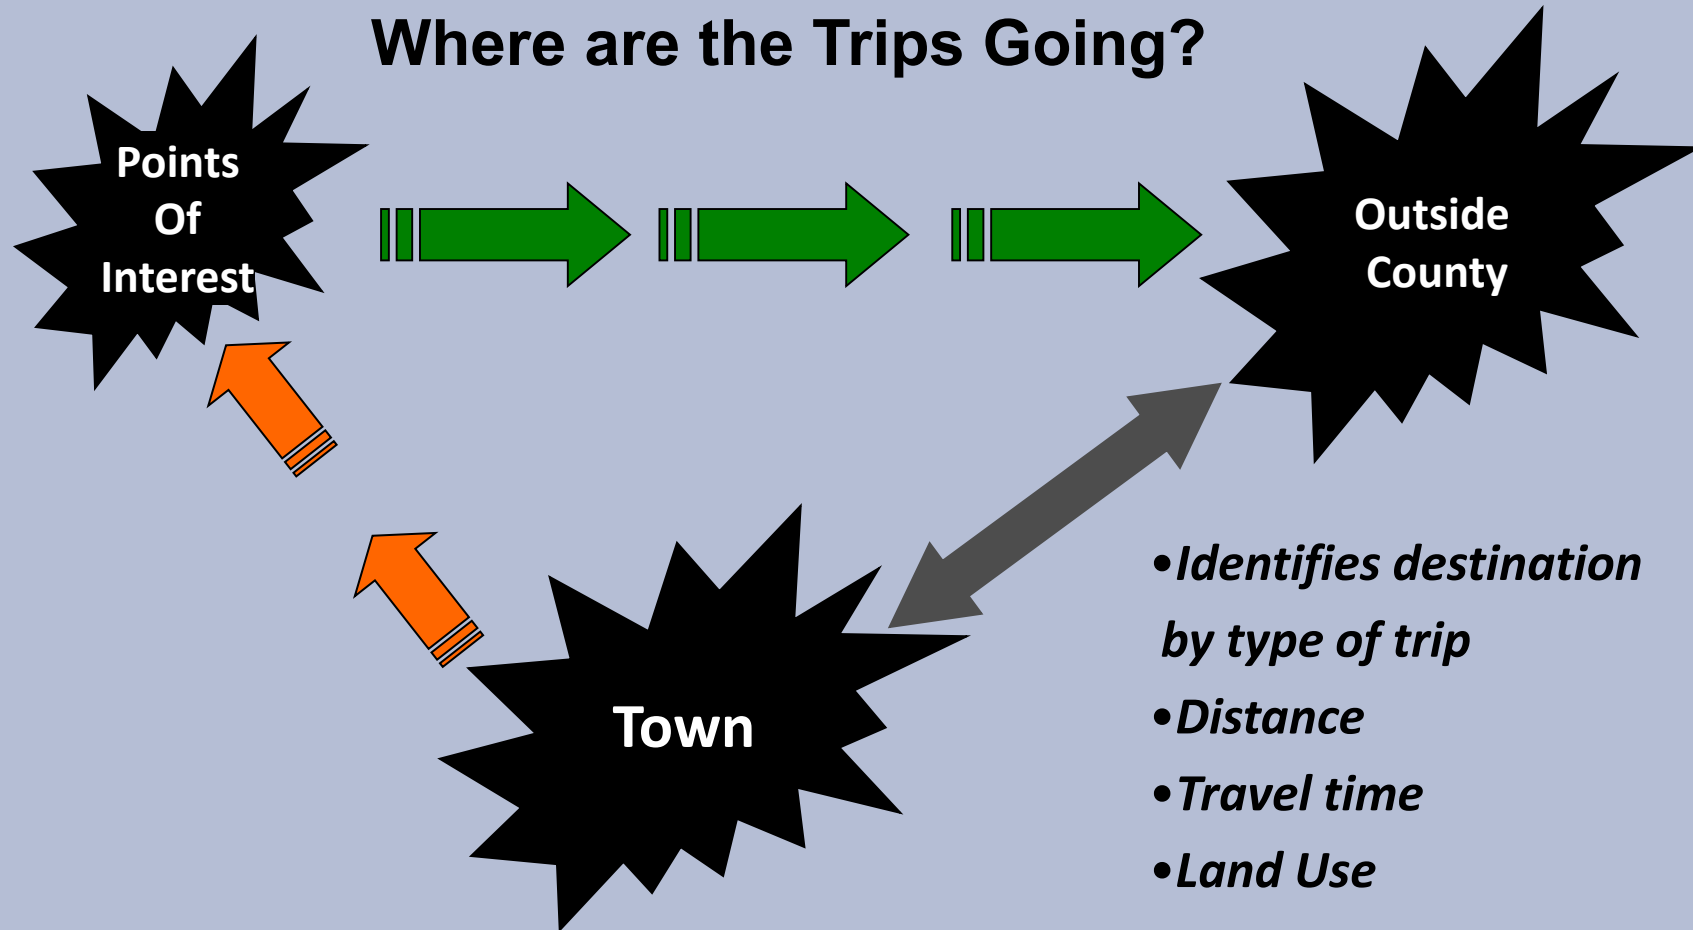 Where are the Trips Going?
Points
Of
Interest
Outside
County
Town
•Identifies destination
by type of trip
•Distance
•Travel time
•Land Use